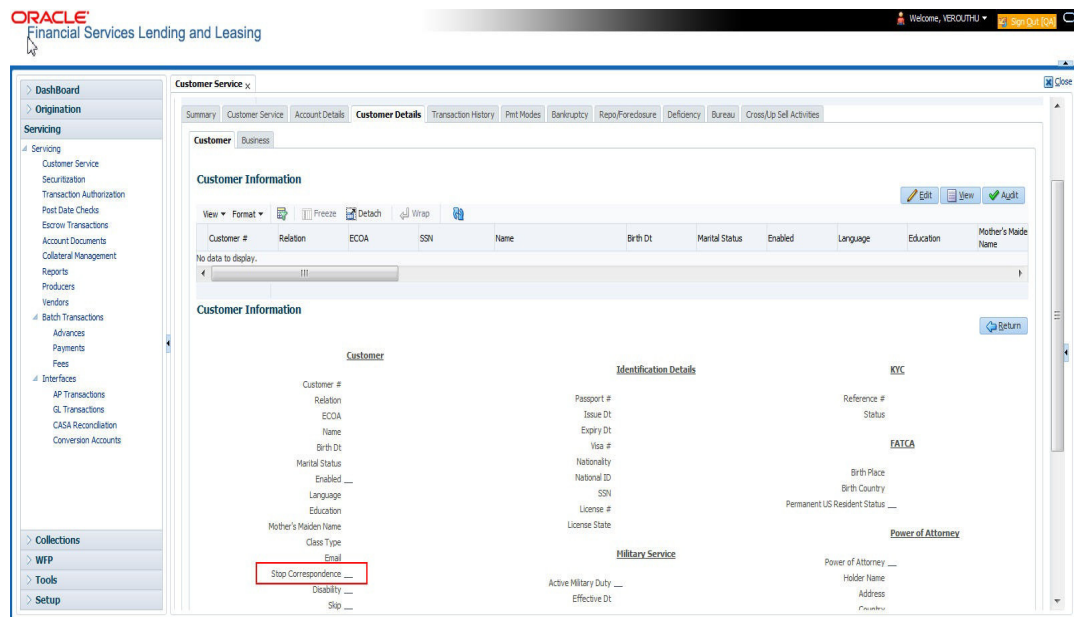 ORACLE'
Financial Services Lending and Leasing
Welcome, VEROUTHU
Sign Out [QA]
DashBoard
Origination
Servicing
Servicing
Customer Service
Securitization
Transaction Authorization
Post Date Checks
Escrow Transactions
Account Documents
Collateral Management
Reports
Producers
Vendors
Batch Transactions
Advances
Payments
Fees
Interfaces
AP Transactions
GL Transactions
CASA Reconciliation
Conversion Accounts
Collections
WFP
Tools
Setup
Customer Service x
Close
Summary Customer Service Account Details Customer Details Transaction History Pmt Modes Bankruptcy Repo/Foreclosure Deficiency Bureau Cross/Up Sell Activities
Customer Business
Customer Information
Edit View Audit
View Format Freeze Detach Wrap
Customer # Relation ECOA SSN Name Birth Dt Marital Status Enabled Language Education Mother's Maide
Name
No data to display.
Customer Information
Return
Customer
Customer #
Relation
ECOA
Name
Birth Dt
Marital Status
Enabled
Language
Education
Mother's Maiden Name
Class Type
Email
Stop Correspondence
Disability
Skip
Identification Details
Passport #
Issue Dt
Expiry Dt
Visa #
Nationality
National ID
SSN
License #
License State
Military Service
Active Military Duty
Effective Dt
KYC
Reference #
Status
FATCA
Birth Place
Birth Country
Permanent US Resident Status
Power of Attorney
Power of Attorney
Holder Name
Address
Country